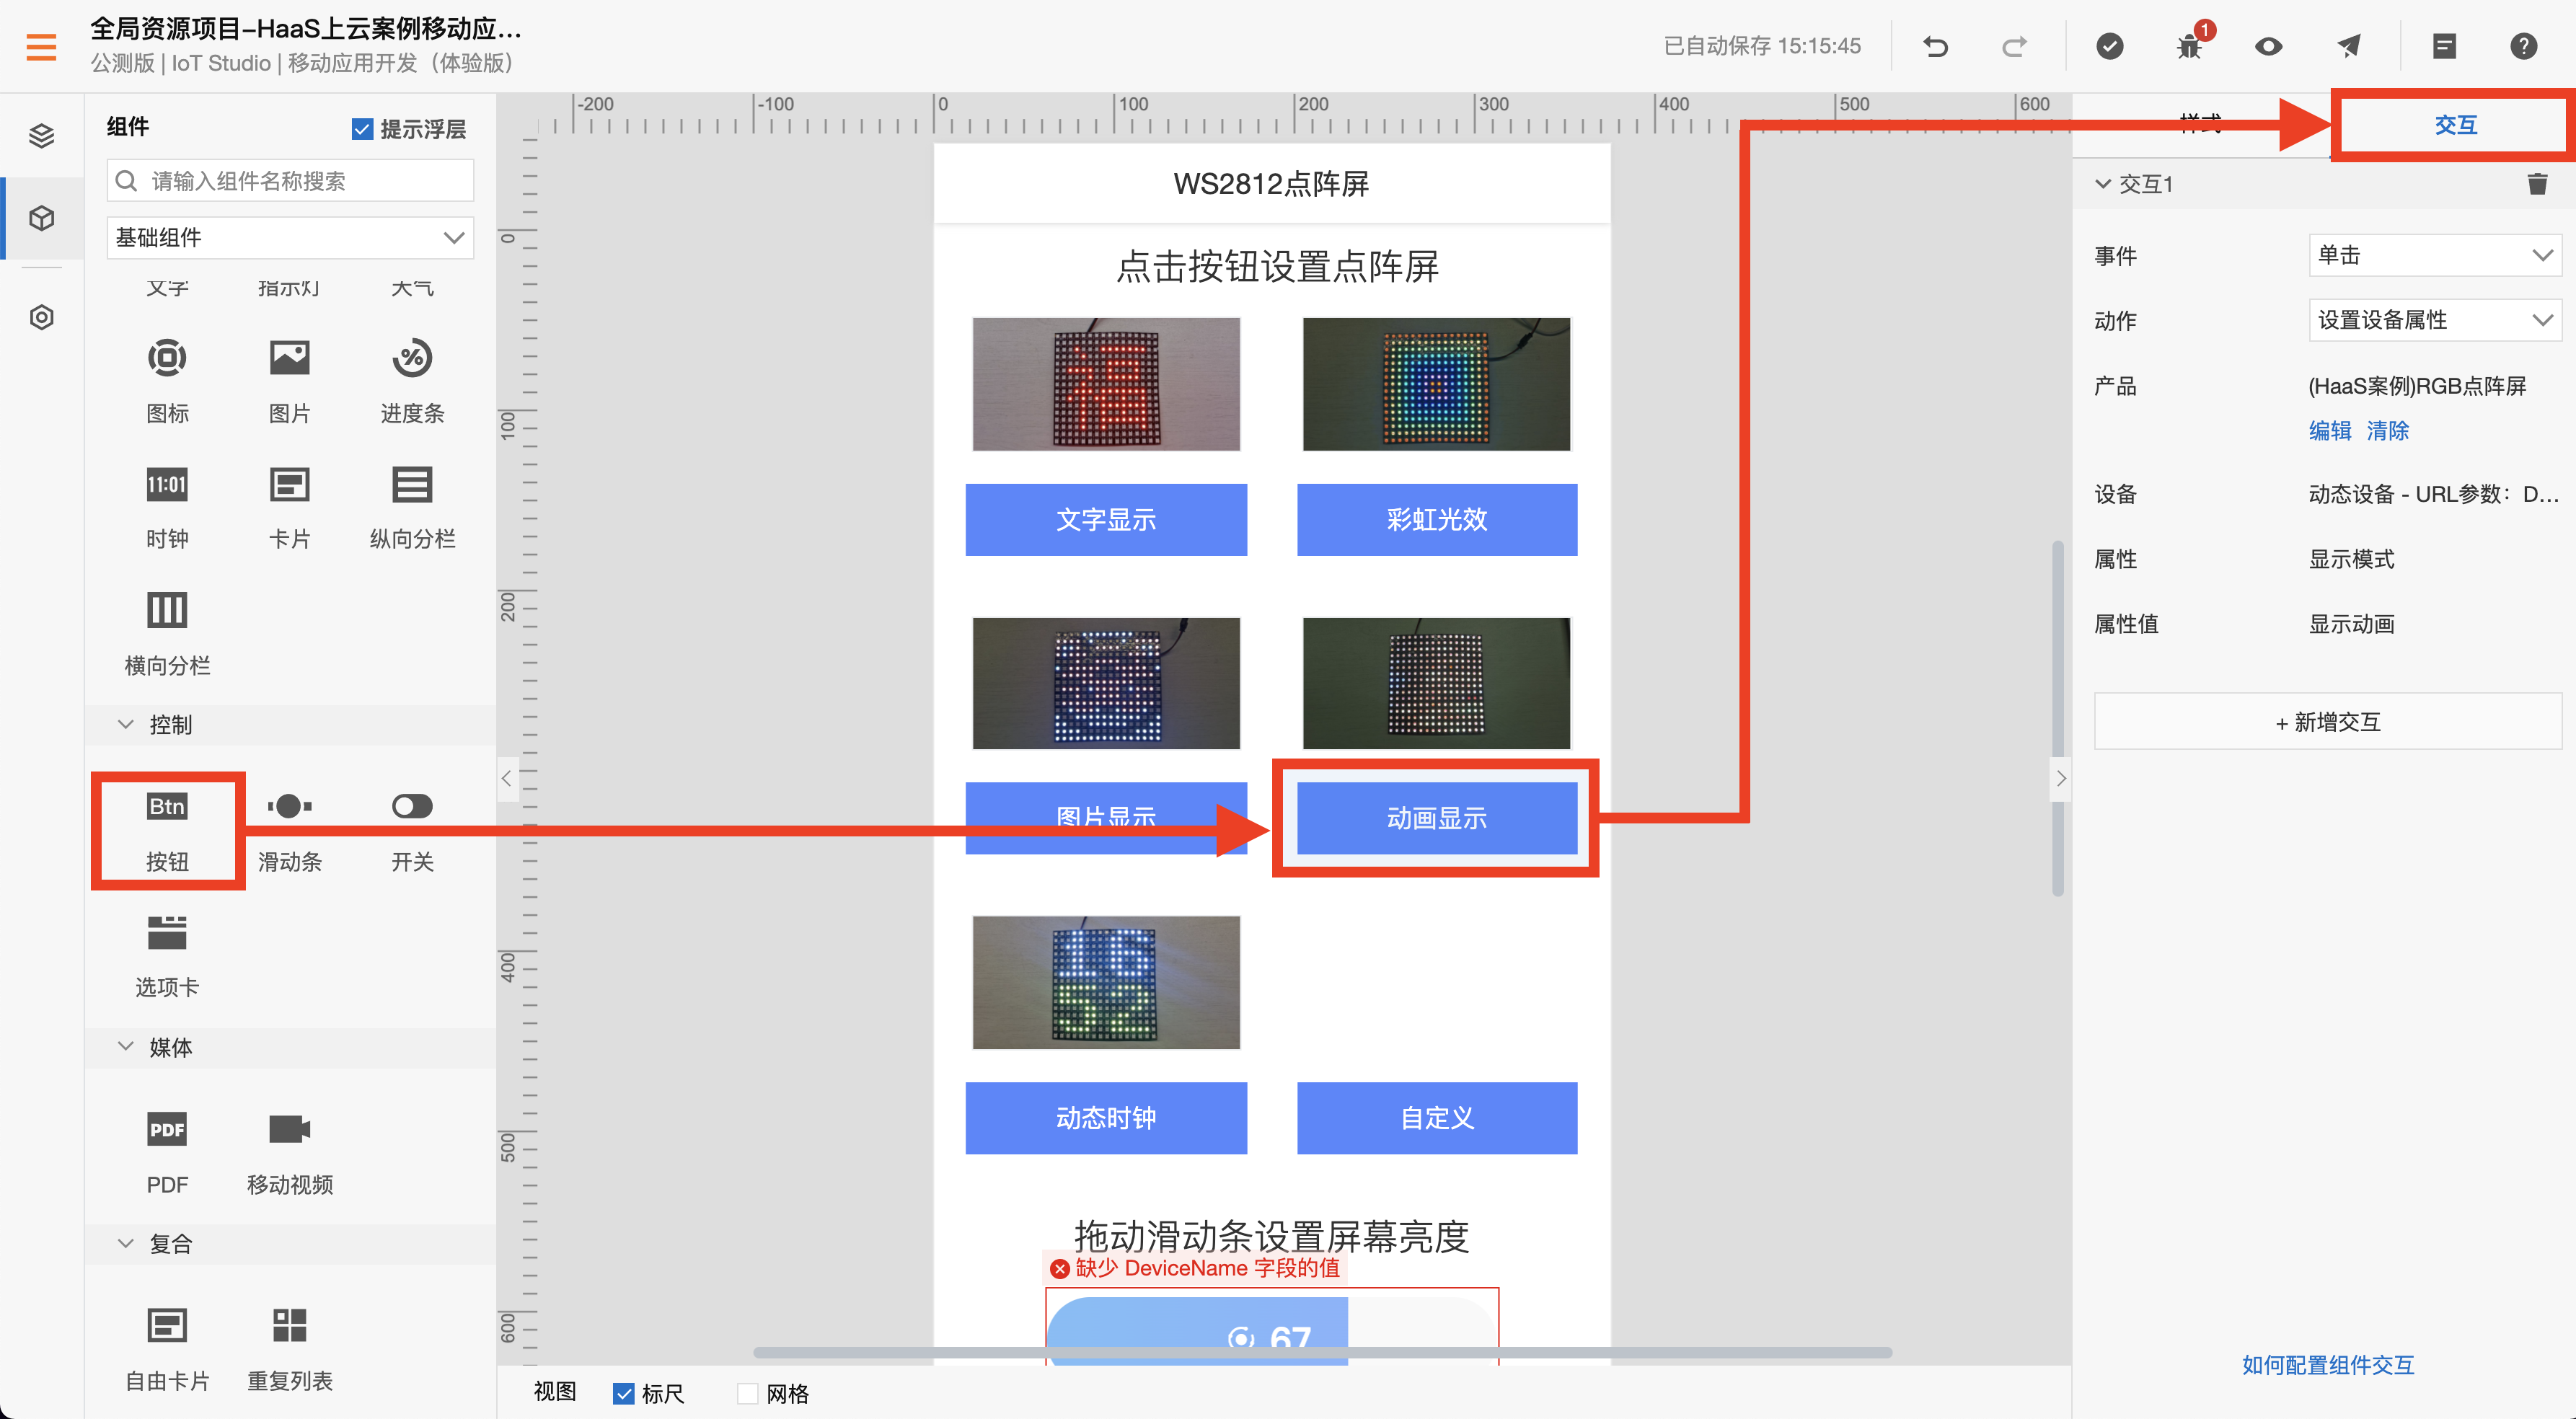 全局资源项目-HaaS上云案例移动应...
公测版 | IoT Studio | 移动应用开发（体验版）
已自动保存 15:15:45
1
组件
提示浮层
请输入组件名称搜索
基础组件
文字 指示灯 天气
图标 图片 进度条
11:01
时钟 卡片 纵向分栏
横向分栏
控制
Btn
按钮 滑动条 开关
选项卡
媒体
PDF
PDF 移动视频
复合
自由卡片 重复列表
-200 -100 0 100 200 300 400 500 600
0
100
200
400
500
600
WS2812点阵屏
点击按钮设置点阵屏
福
文字显示 彩虹光效
图片显示 动画显示
16
52
动态时钟 自定义
拖动滑动条设置屏幕亮度
缺少 DeviceName 字段的值
67
视图 标尺 网格
样式 交互
交互1
事件 单击
动作 设置设备属性
产品 (HaaS案例)RGB点阵屏
编辑 清除
设备 动态设备 - URL参数：D...
属性 显示模式
属性值 显示动画
+ 新增交互
如何配置组件交互